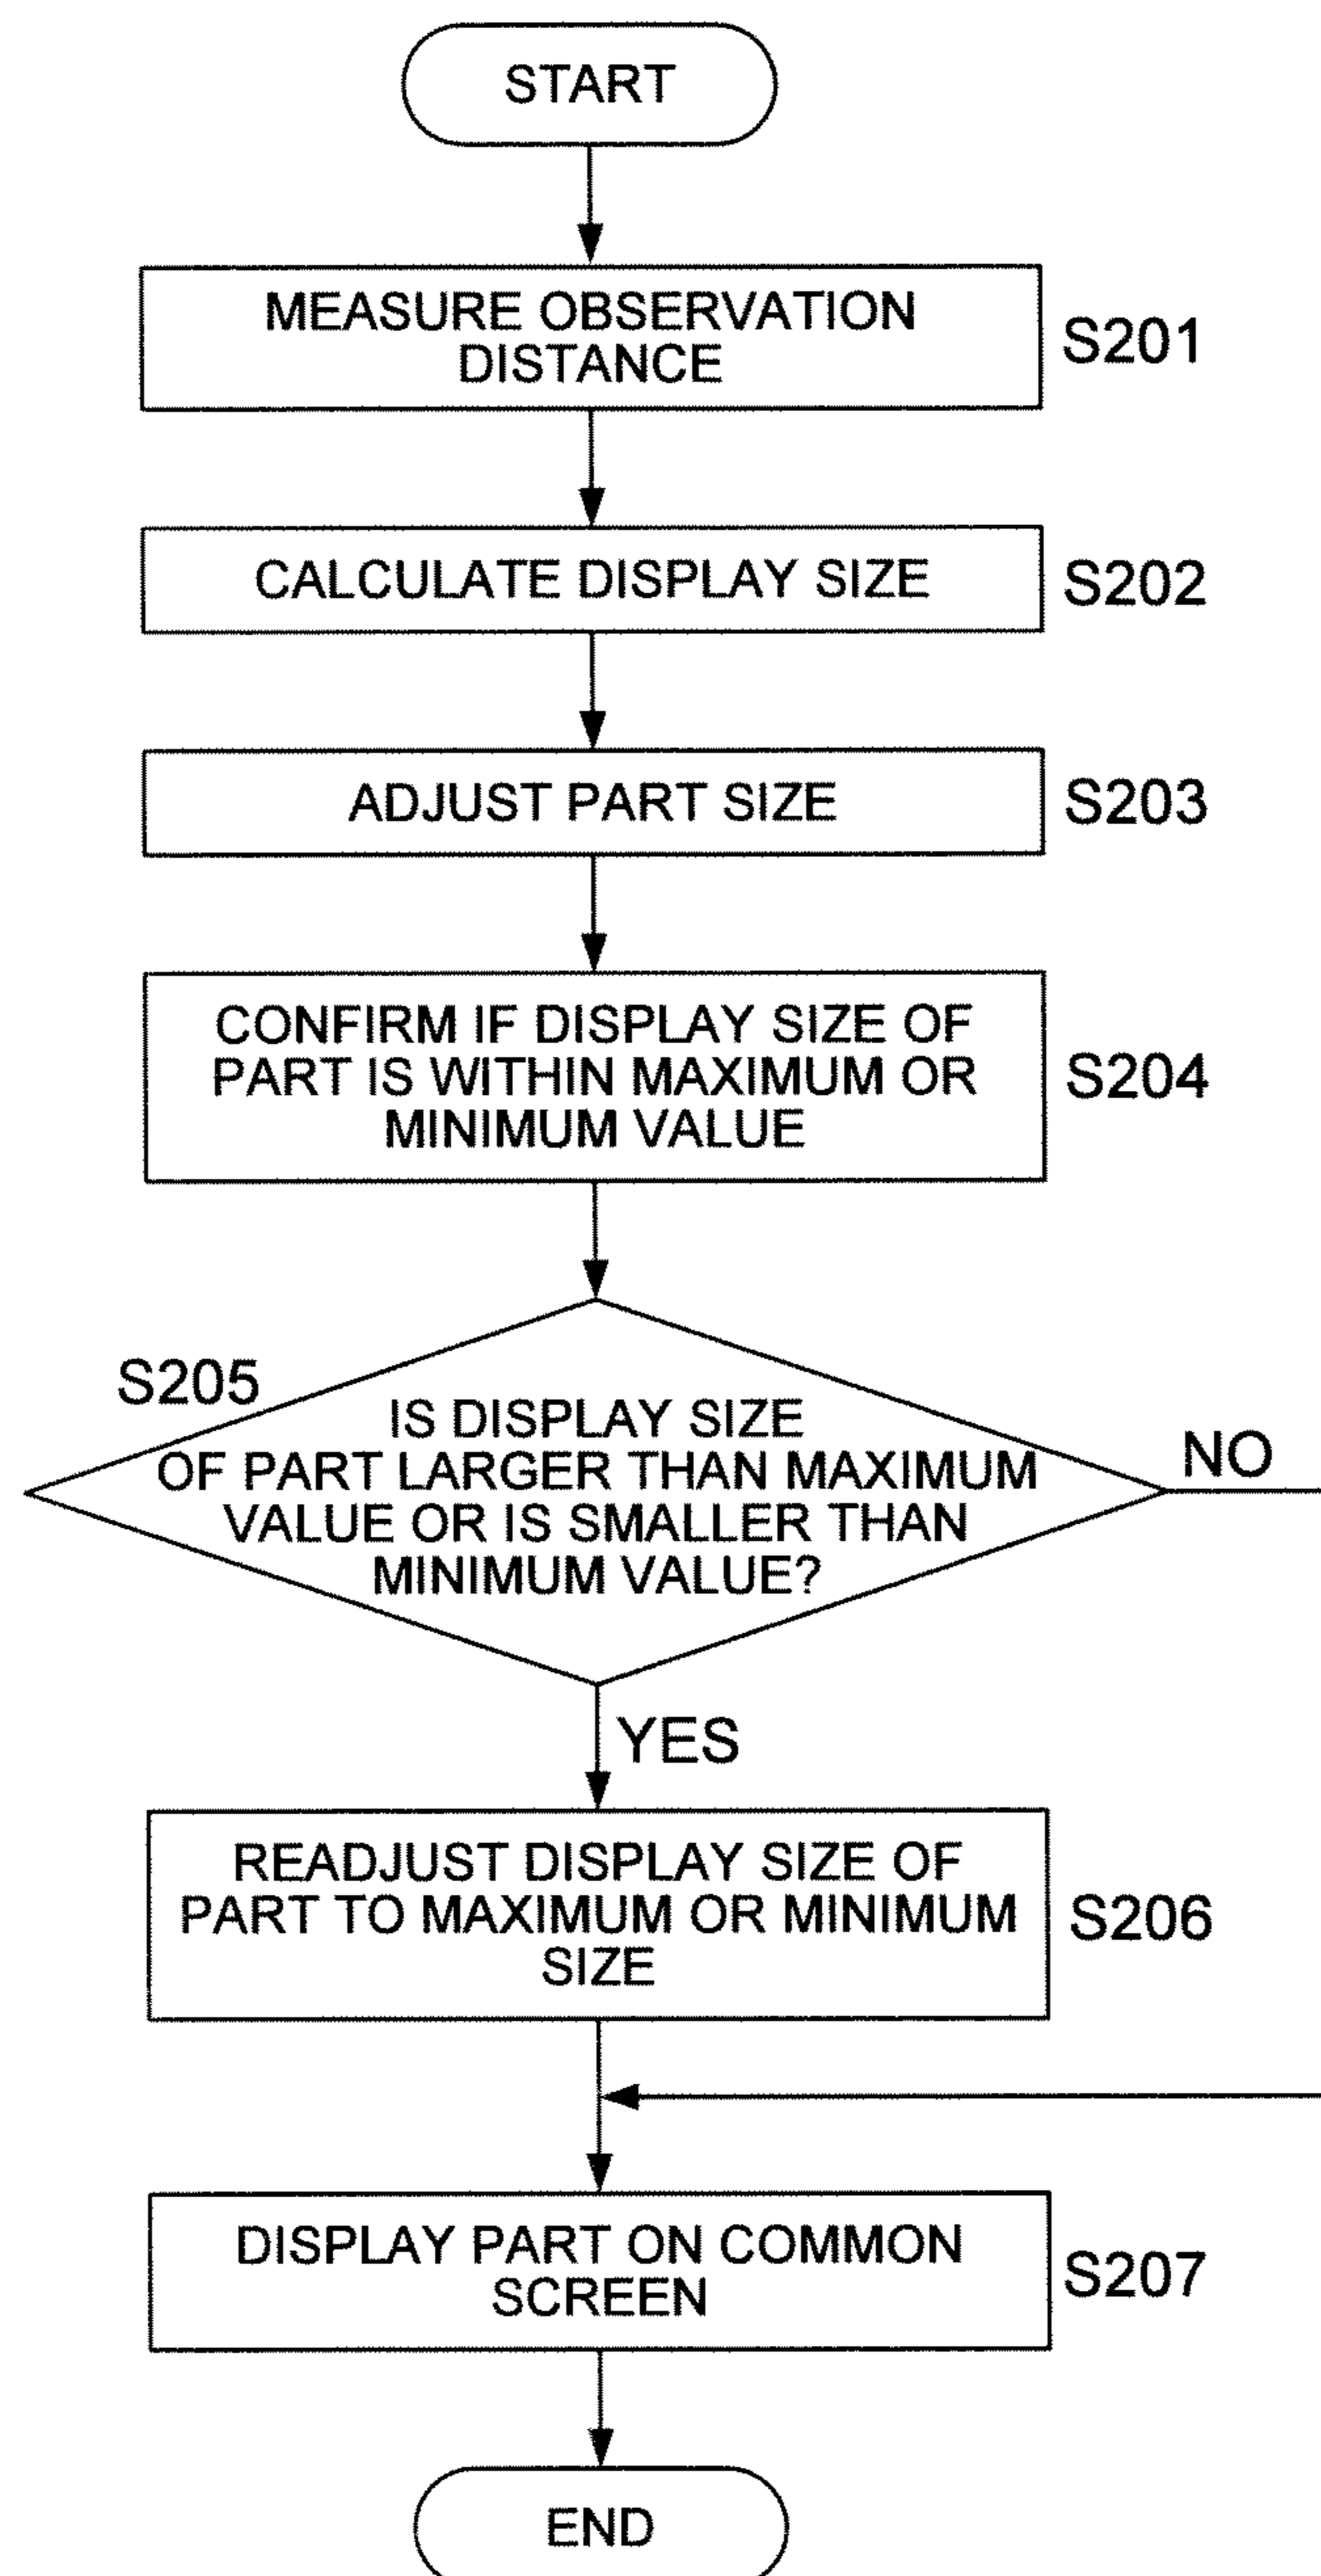 START
MEASURE OBSERVATION
DISTANCE
S201
CALCULATE DISPLAY SIZE
S202
ADJUST PART SIZE
S203
CONFIRM IF DISPLAY SIZE OF
PART IS WITHIN MAXIMUM OR
MINIMUM VALUE
S204
S205
IS DISPLAY SIZE
OF PART LARGER THAN MAXIMUM
VALUE OR IS SMALLER THAN
MINIMUM VALUE?
NO
YES
READJUST DISPLAY SIZE OF
PART TO MAXIMUM OR MINIMUM
SIZE
S206
DISPLAY PART ON COMMON
SCREEN
S207
END